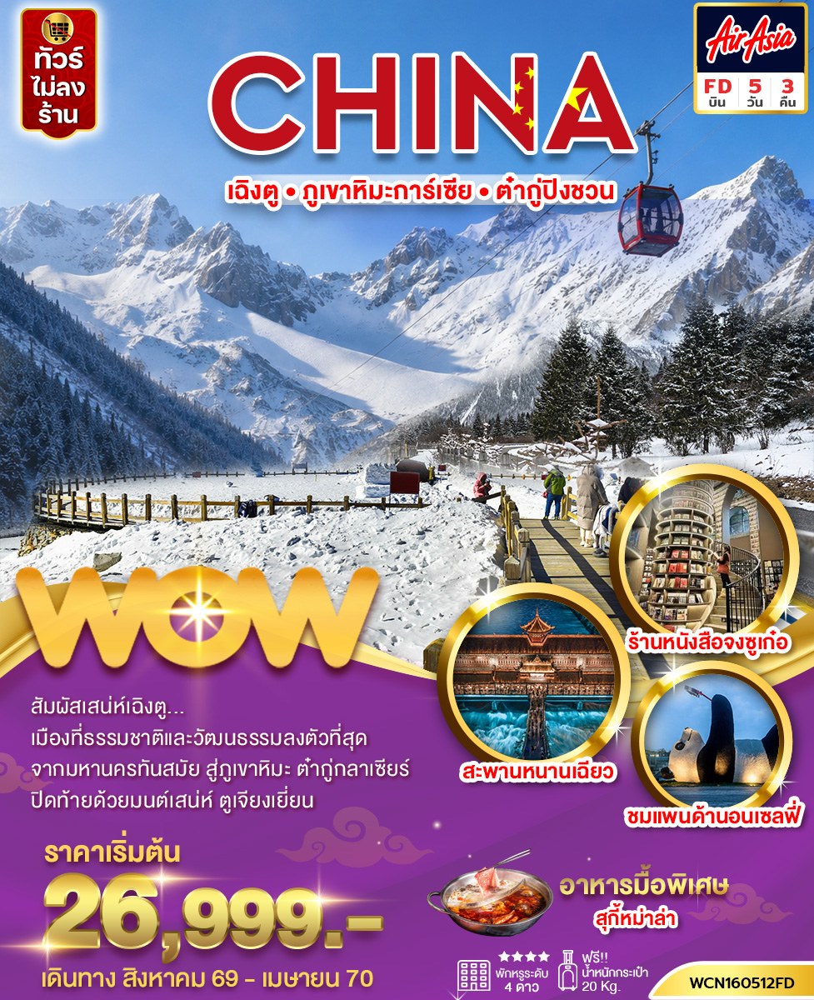 ทัวร์
ไม่ลง
ร้าน
CHINA
AirAsia
FD 5 3
บิน วัน คืน
เฉิงตู • ภูเขาหิมะการ์เซีย • ต๋ากู่ปิงชวน
WOW
ร้านหนังสือจงซูเก๋อ
สะพานหนานเฉียว
ชมแพนด้านอนเซลฟี่
สัมผัสเสน่ห์เฉิงตู...
เมืองที่ธรรมชาติและวัฒนธรรมลงตัวที่สุด
จากมหานครทันสมัย สู่ภูเขาหิมะ ต๋ากู่กลาเซียร์
ปิดท้ายด้วยมนต์เสน่ห์ ตูเจียงเยี่ยน
ราคาเริ่มต้น
26,999.-
เดินทาง สิงหาคม 69 - เมษายน 70
อาหารมื้อพิเศษ
สุกี้หม่าล่า
พักหรูระดับ
4 ดาว
ฟรี!!
น้ำหนักกระเป๋า
20 Kg.
WCN160512FD